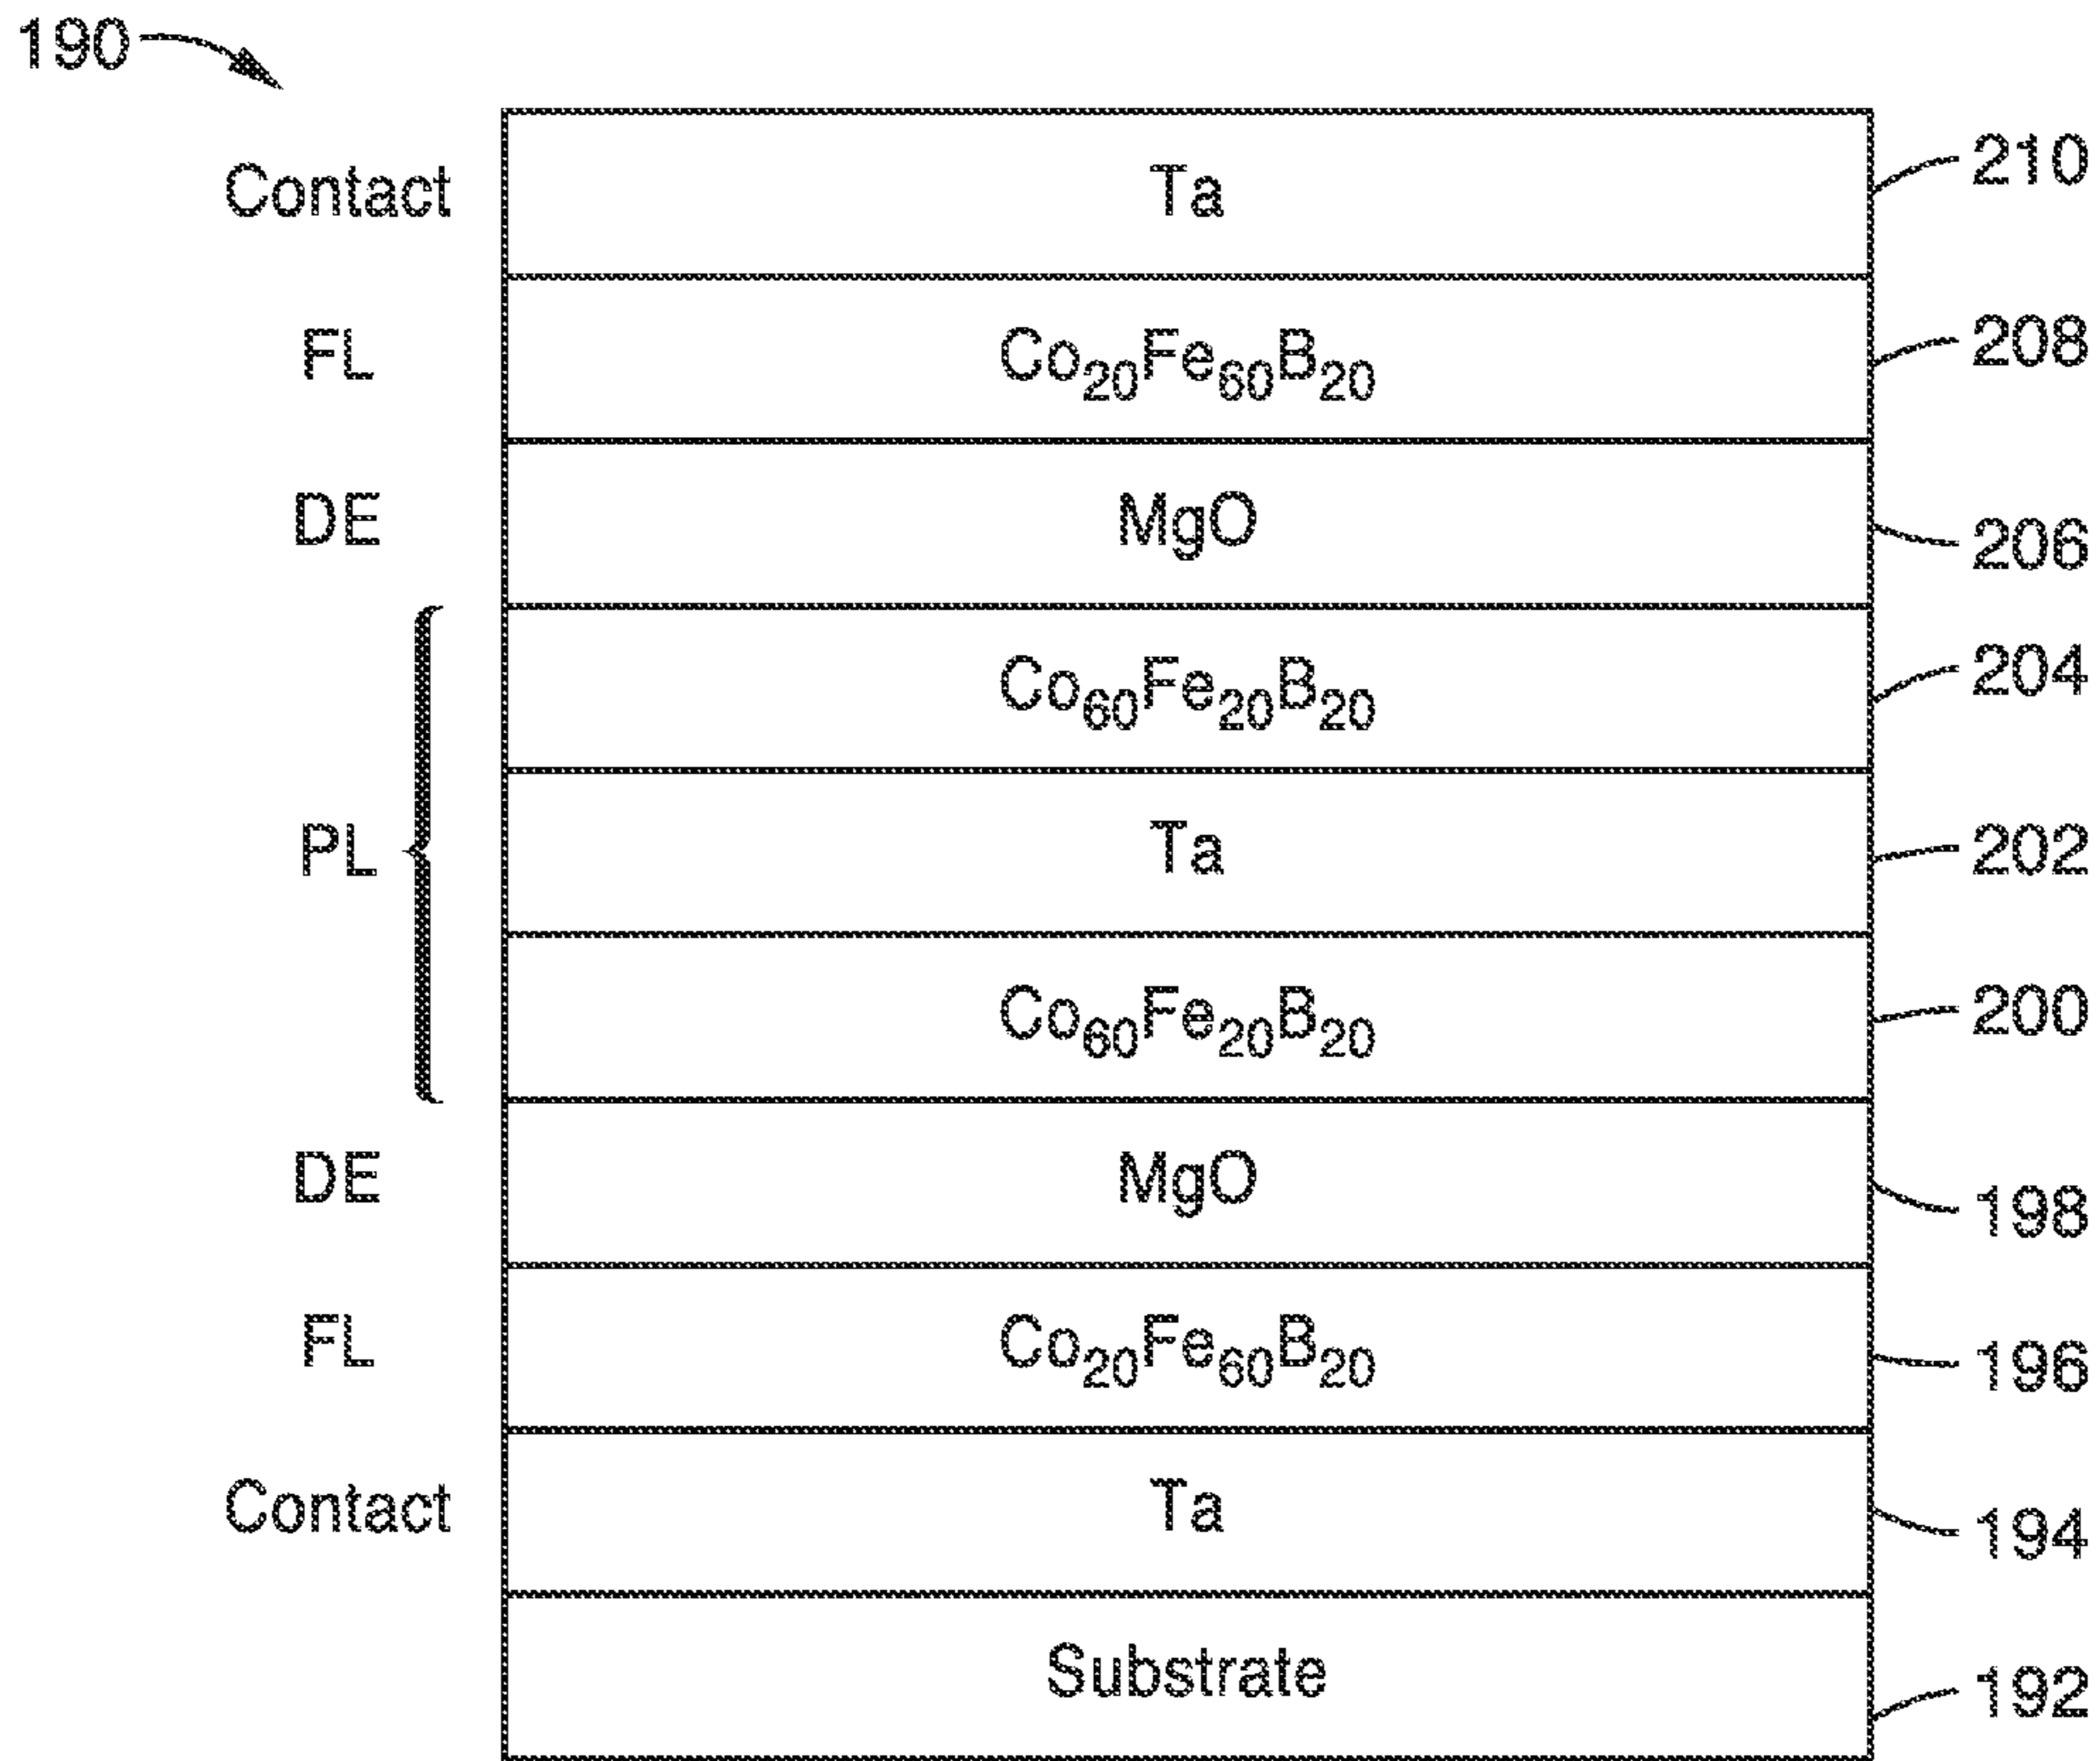 190
Contact Ta 210
FL Co20Fe60B20 208
DE MgO 206
Co60Fe20B20 204
PL Ta 202
Co60Fe20B20 200
DE MgO 198
FL Co20Fe60B20 196
Contact Ta 194
Substrate 192